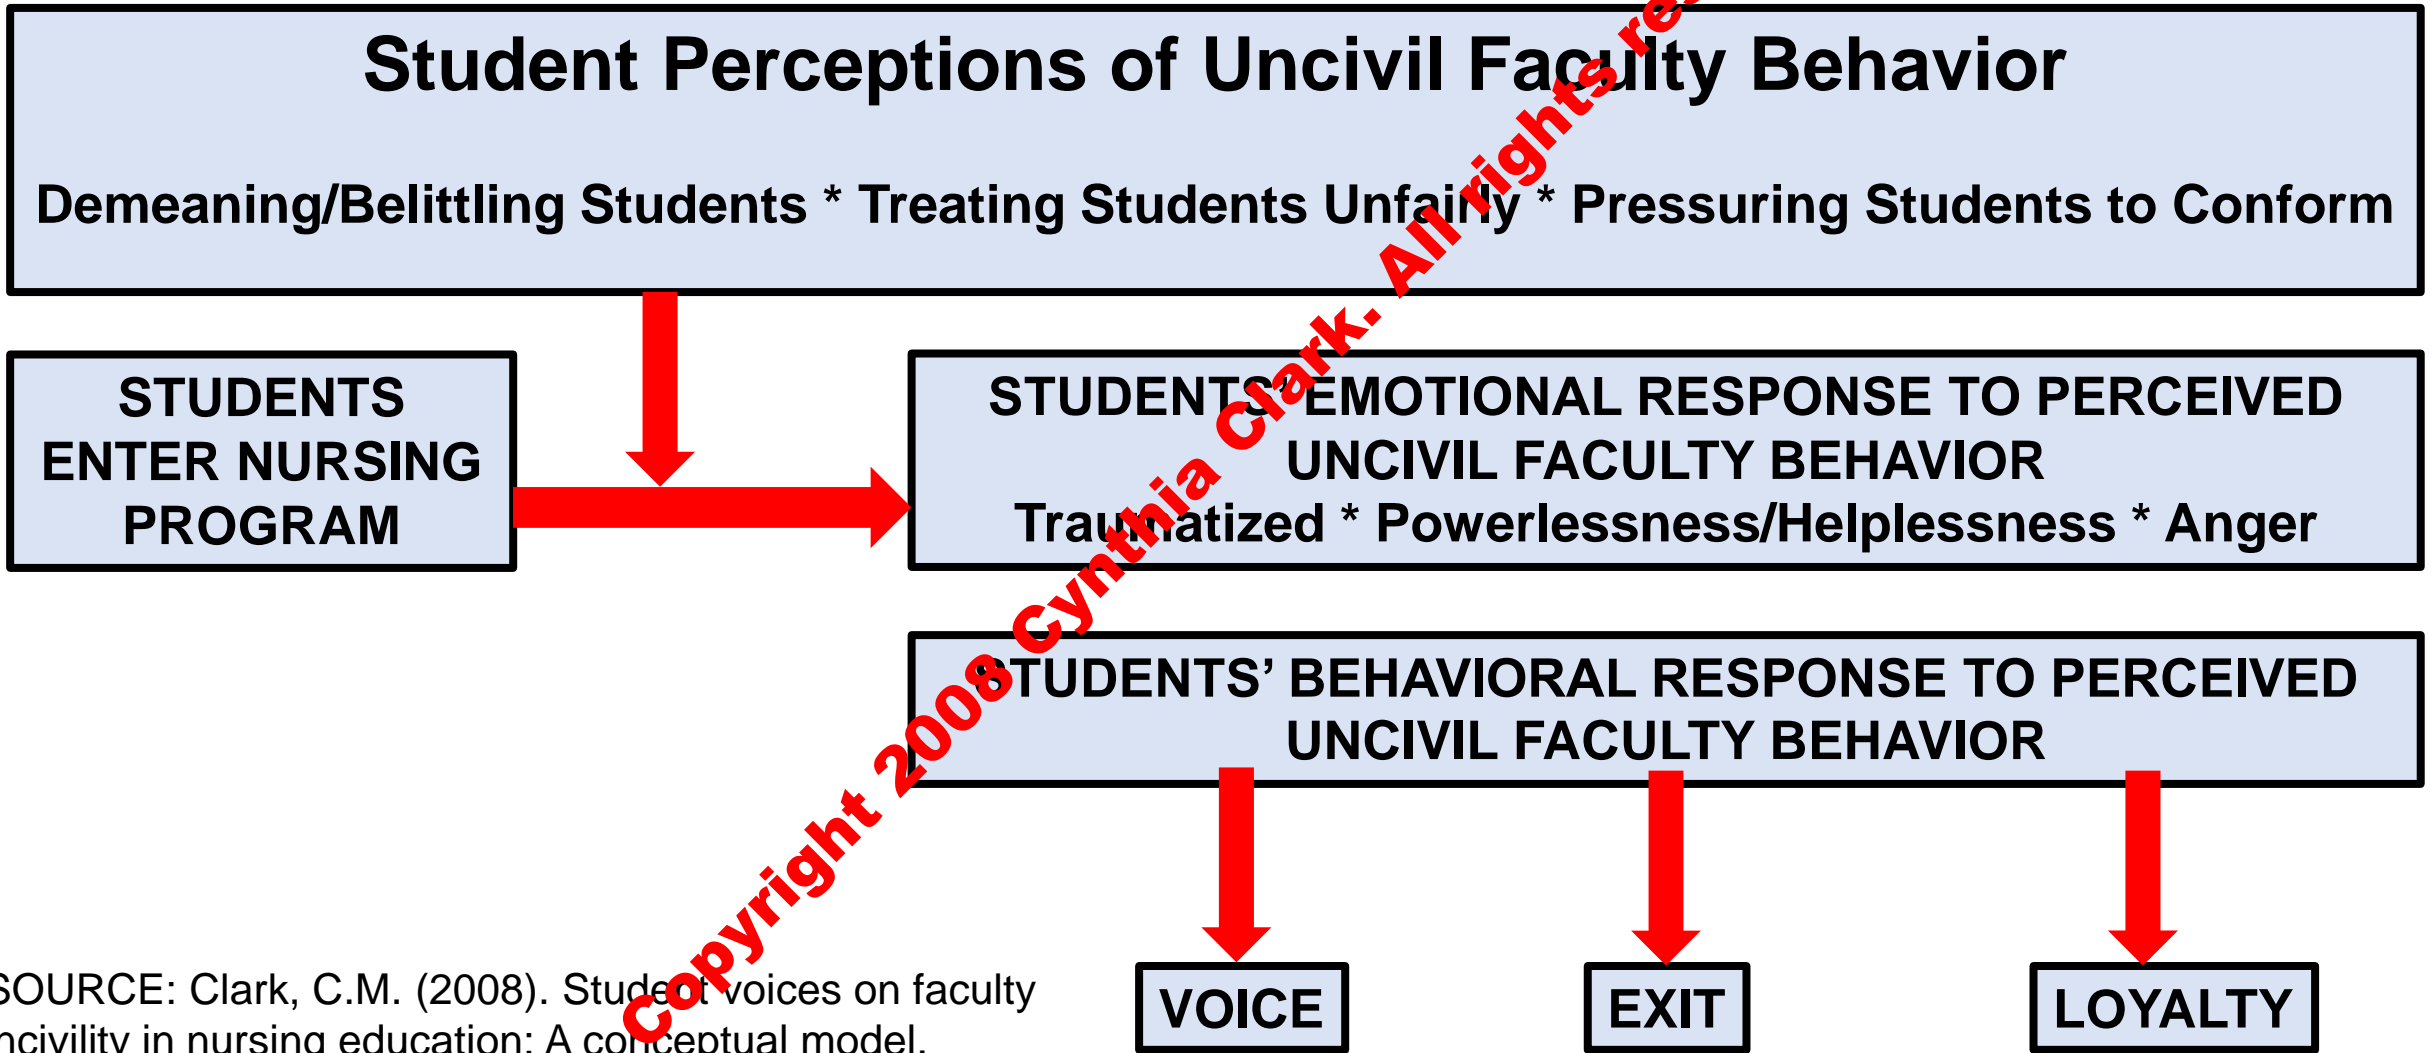 Student Perceptions of Uncivil Faculty Behavior
Demeaning/Belittling Students * Treating Students Unfairly * Pressuring Students to Conform
STUDENTS
ENTER NURSING
PROGRAM
STUDENTS' EMOTIONAL RESPONSE TO PERCEIVED
UNCIVIL FACULTY BEHAVIOR
Traumatized * Powerlessness/Helplessness * Anger
STUDENTS' BEHAVIORAL RESPONSE TO PERCEIVED
UNCIVIL FACULTY BEHAVIOR
VOICE
EXIT
LOYALTY
SOURCE: Clark, C.M. (2008). Student voices on faculty
ncivility in nursing education: A conceptual model.
Copyright 2008 Cynthia Clark. All rights re